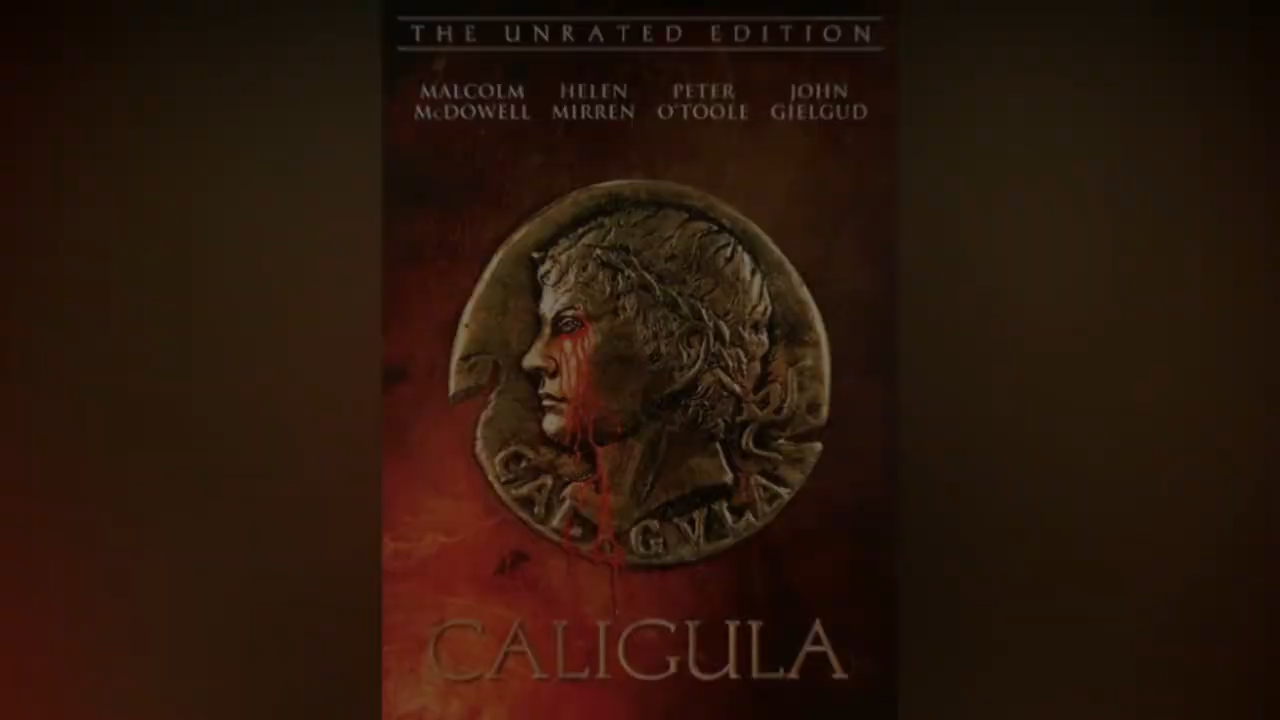 THE UNRATED EDITION
MALCOLM McDOWELL
HELEN MIRREN
PETER O'TOOLE
JOHN GIELGUD
CALIGVLA
CALIGULA